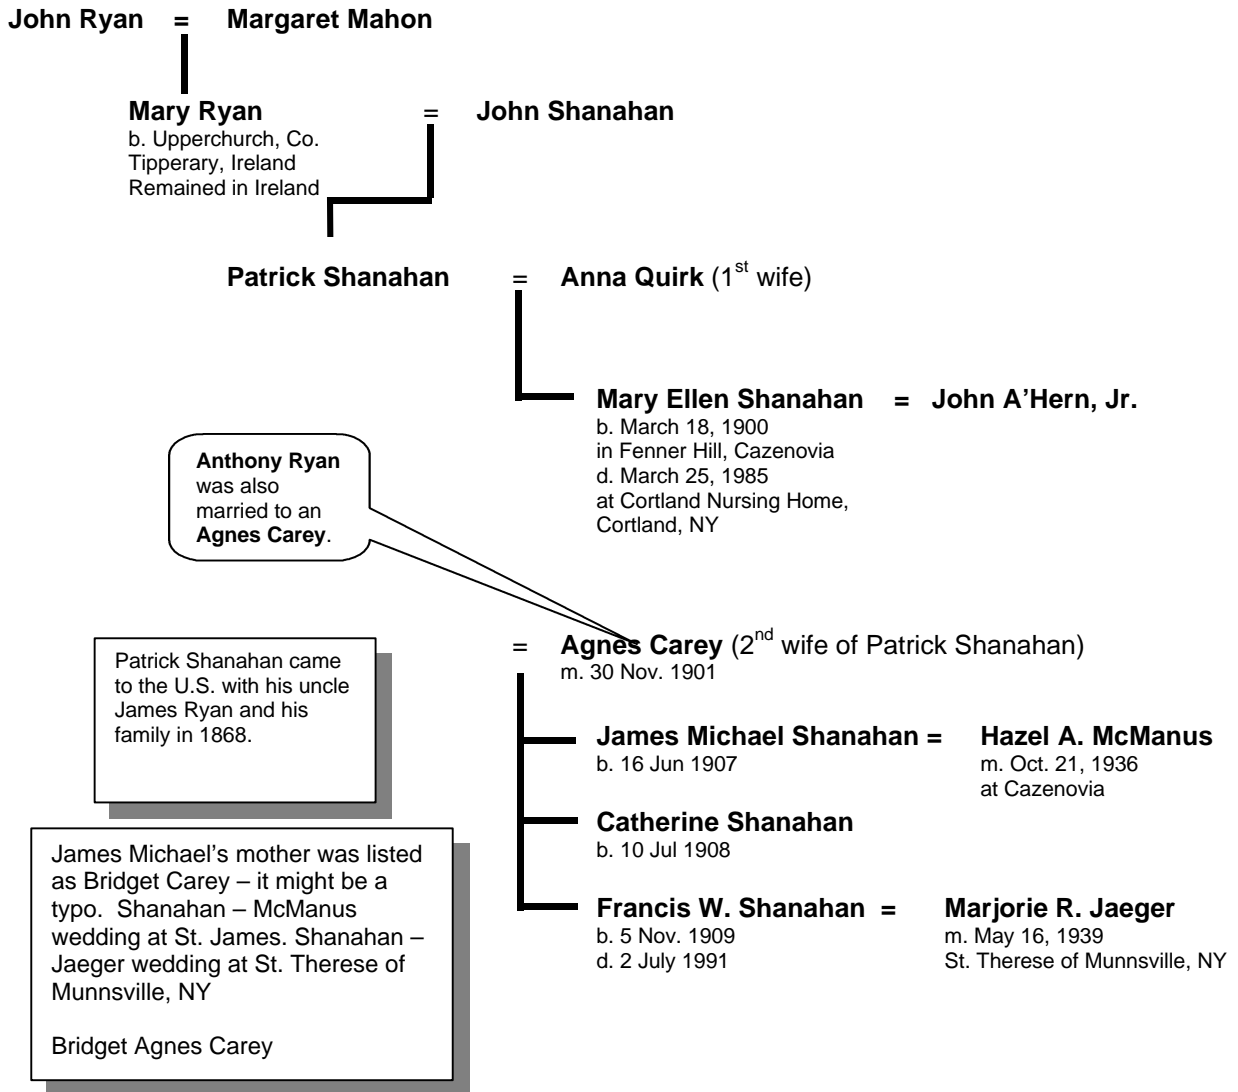 John Ryan = Margaret Mahon
Mary Ryan = John Shanahan
b. Upperchurch, Co.
Tipperary, Ireland
Remained in Ireland
Patrick Shanahan = Anna Quirk (1st wife)
Mary Ellen Shanahan = John A’Hern, Jr.
b. March 18, 1900
in Fenner Hill, Cazenovia
d. March 25, 1985
at Cortland Nursing Home,
Cortland, NY
Anthony Ryan
was also
married to an
Agnes Carey.
= Agnes Carey (2nd wife of Patrick Shanahan)
m. 30 Nov. 1901
Patrick Shanahan came
to the U.S. with his uncle
James Ryan and his
family in 1868.
James Michael Shanahan = Hazel A. McManus
b. 16 Jun 1907
m. Oct. 21, 1936
at Cazenovia
Catherine Shanahan
b. 10 Jul 1908
Francis W. Shanahan = Marjorie R. Jaeger
b. 5 Nov. 1909
d. 2 July 1991
m. May 16, 1939
St. Therese of Munnsville, NY
James Michael’s mother was listed
as Bridget Carey – it might be a
typo. Shanahan – McManus
wedding at St. James. Shanahan –
Jaeger wedding at St. Therese of
Munnsville, NY
Bridget Agnes Carey